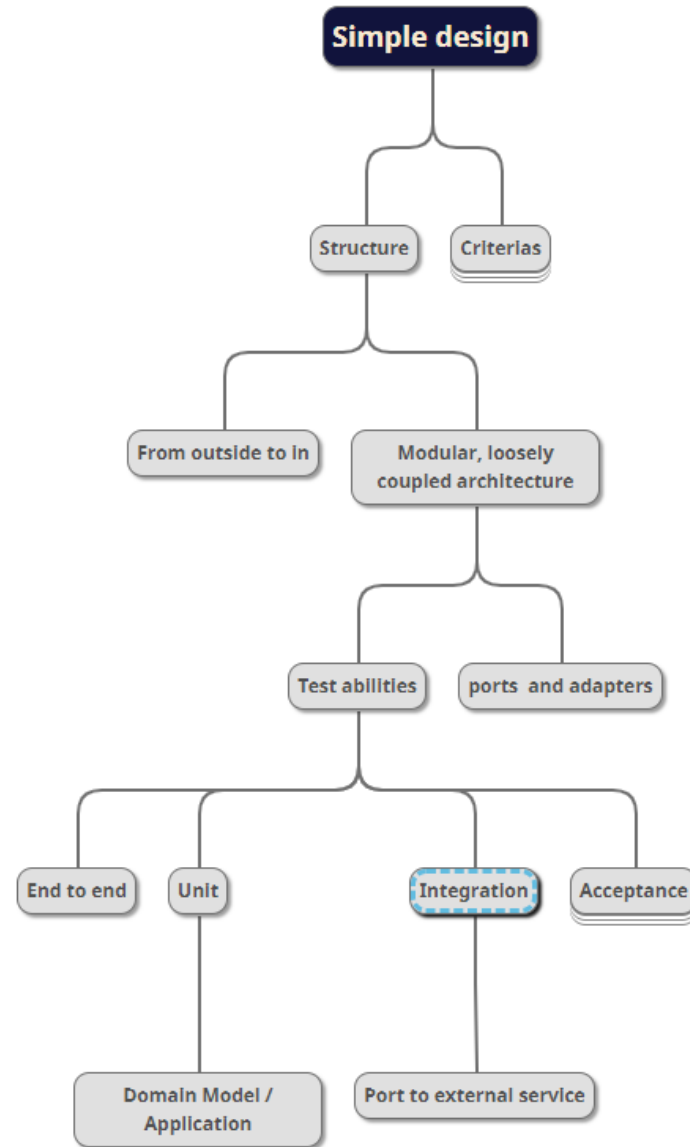 Simple design
Structure
Criterias
From outside to in
Modular, loosely
coupled architecture
Test abilities
ports  and adapters
End to end
Unit
Integration
Acceptance
Domain Model /
Application
Port to external service